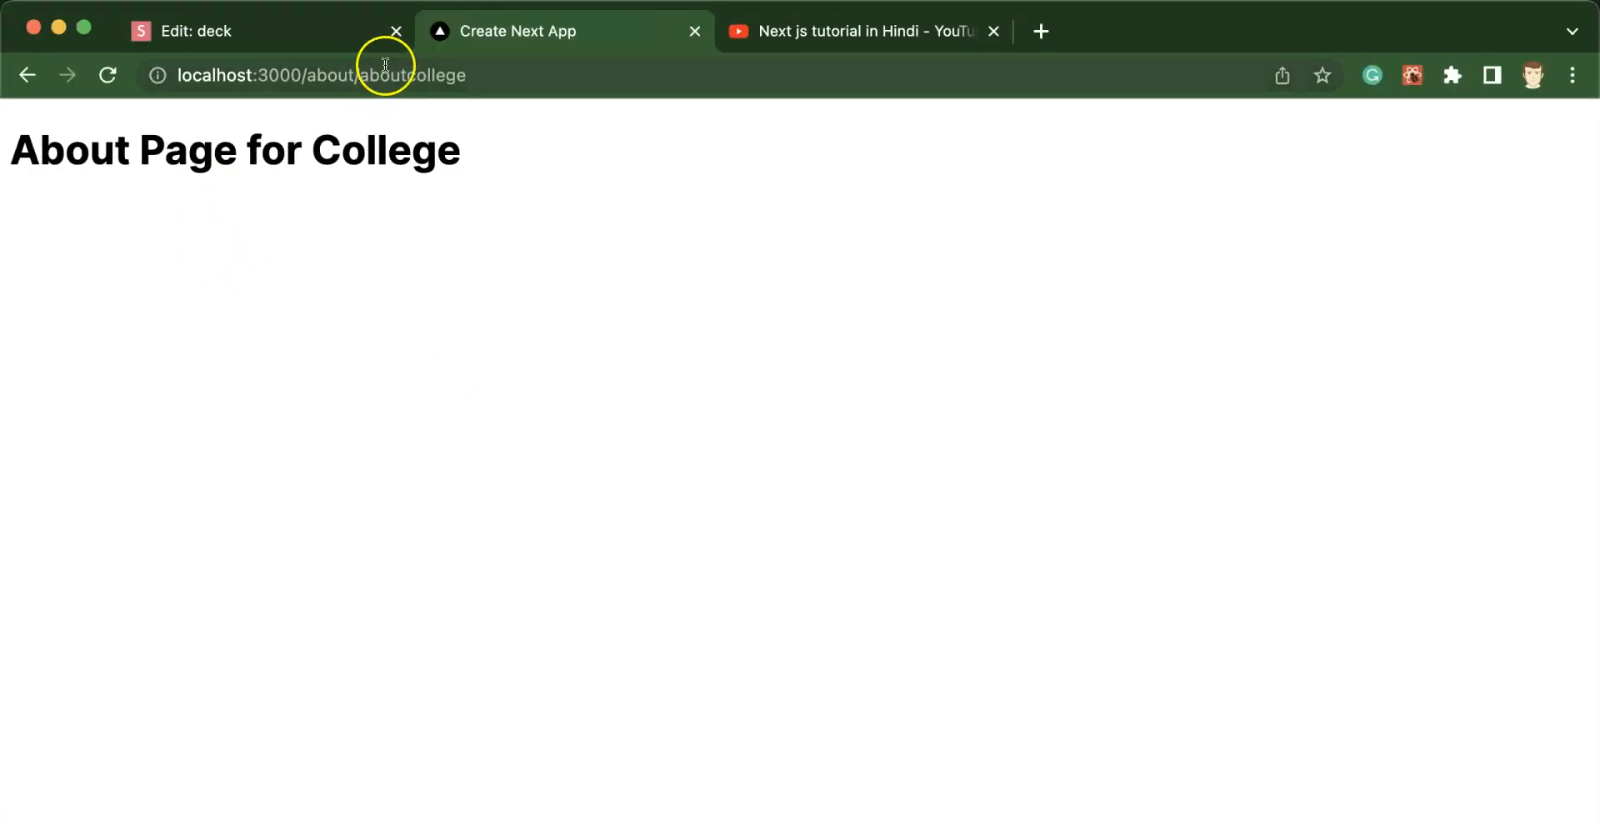 S Edit: deck
Create Next App
Next js tutorial in Hindi - YouTu
localhost:3000/about/aboutcollege
About Page for College